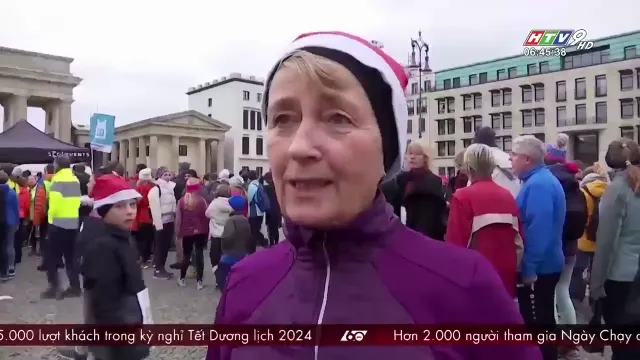 HTV9 HD
06:45:38
5.000 lượt khách trong kỳ nghỉ Tết Dương lịch 2024 60 Hơn 2.000 người tham gia Ngày Chạy